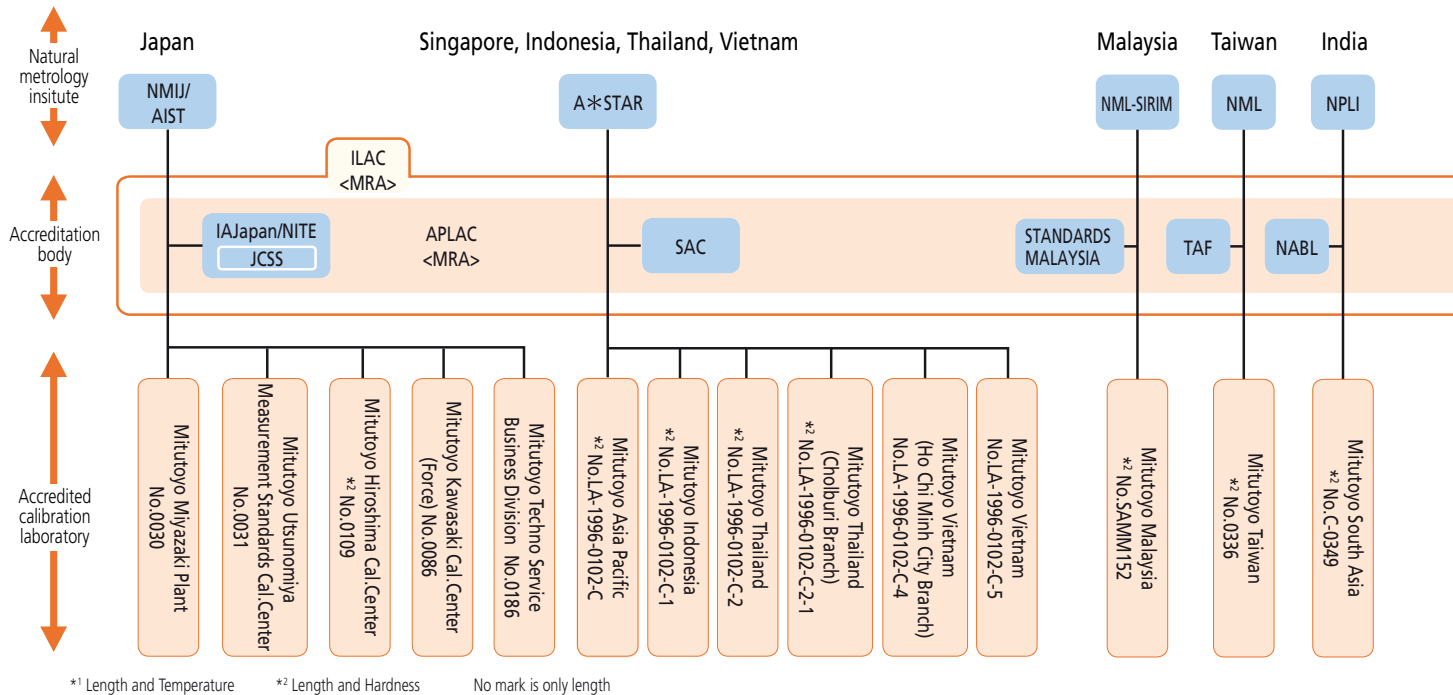 Natural
metrology
insitute
Japan
Singapore, Indonesia, Thailand, Vietnam
Malaysia
Taiwan
India
NMIJ/
AIST
A✳STAR
NML-SIRIM
NML
NPLI
ILAC
<MRA>
Accreditation
body
IAJapan/NITE
JCSS
APLAC
<MRA>
SAC
STANDARDS
MALAYSIA
TAF
NABL
Accredited
calibration
laboratory
Mitutoyo Miyazaki Plant
No.0030
Mitutoyo Utsunomiya
Measurement Standards Cal.Center
No.0031
Mitutoyo Hiroshima Cal.Center
*2 No.0109
Mitutoyo Kawasaki Cal.Center
(Force) No.0086
Mitutoyo Techno Service
Business Division No.0186
Mitutoyo Asia Pacific
*2 No.LA-1996-0102-C
Mitutoyo Indonesia
*2 No.LA-1996-0102-C-1
Mitutoyo Thailand
*2 No.LA-1996-0102-C-2
Mitutoyo Thailand
(Cholburi Branch)
*2 No.LA-1996-0102-C-2-1
Mitutoyo Vietnam
(Ho Chi Minh City Branch)
No.LA-1996-0102-C-4
Mitutoyo Vietnam
No.LA-1996-0102-C-5
Mitutoyo Malaysia
*2 No.SAMM152
Mitutoyo Taiwan
*2 No.0336
Mitutoyo South Asia
*2 No.C-0349
*1 Length and Temperature *2 Length and Hardness No mark is only length